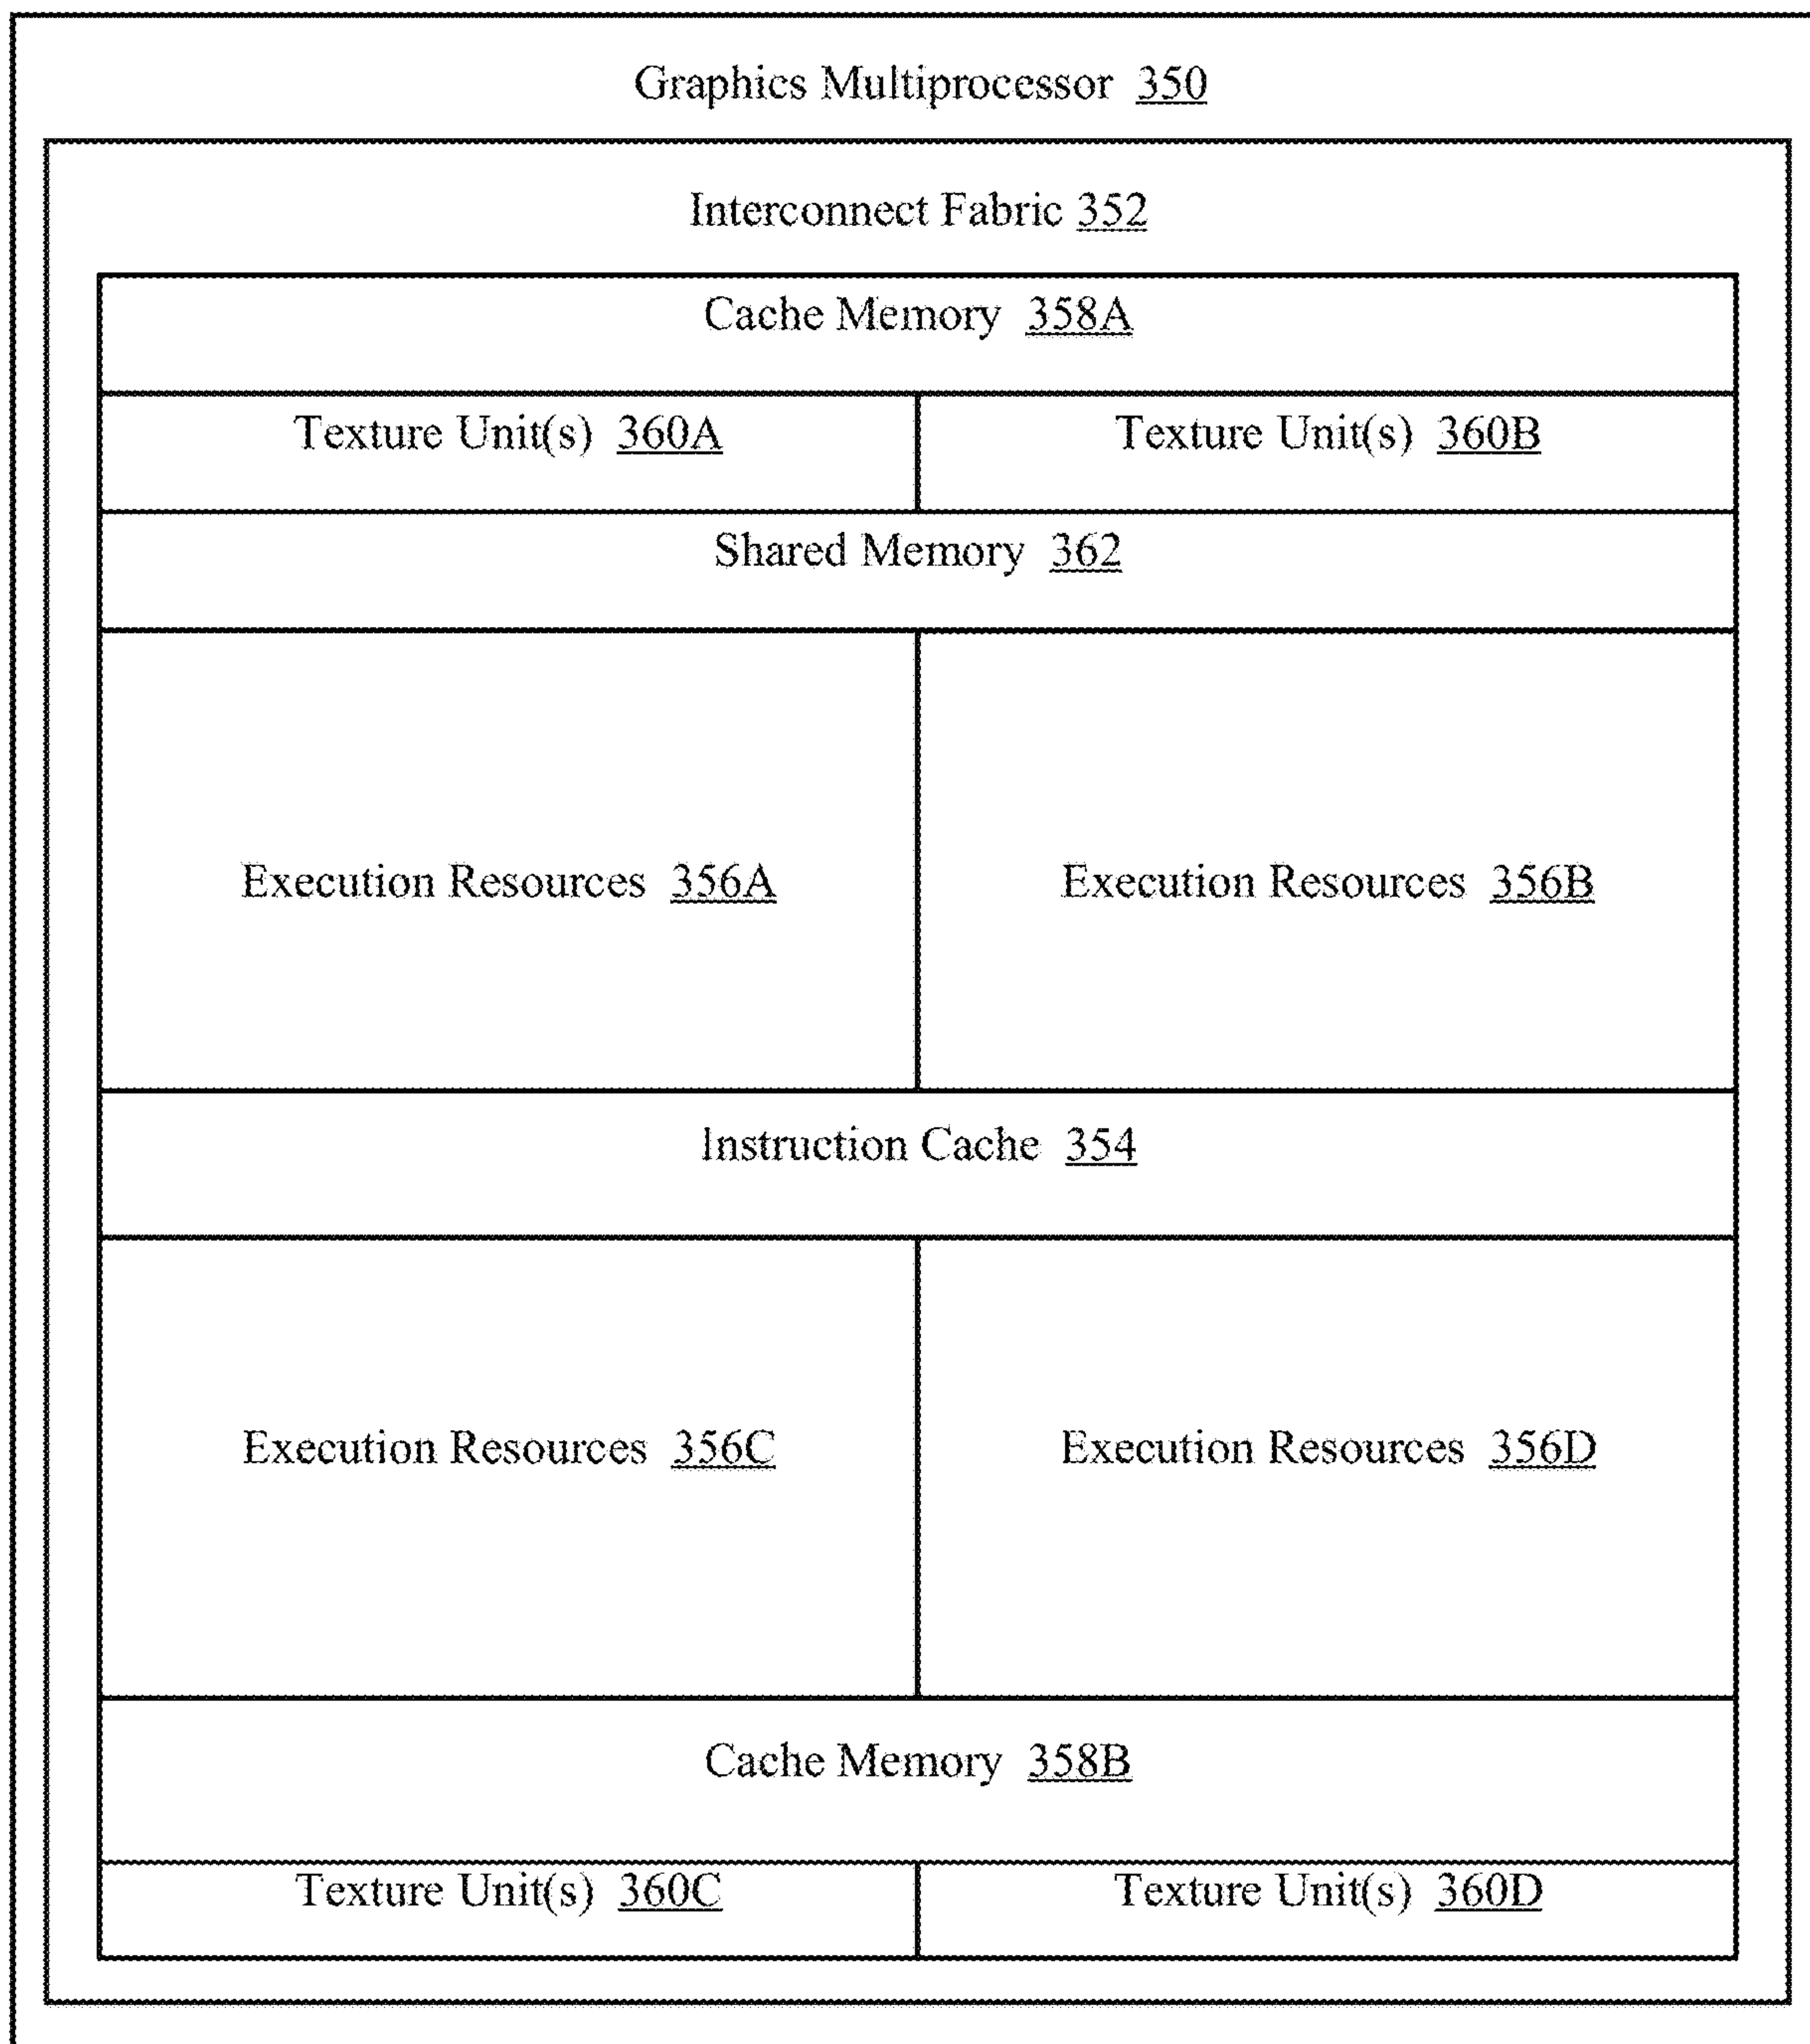 Graphics Multiprocessor 350
Interconnect Fabric 352
Cache Memory 358A
Texture Unit(s) 360A
Texture Unit(s) 360B
Shared Memory 362
Execution Resources 356A
Execution Resources 356B
Instruction Cache 354
Execution Resources 356C
Execution Resources 356D
Cache Memory 358B
Texture Unit(s) 360C
Texture Unit(s) 360D